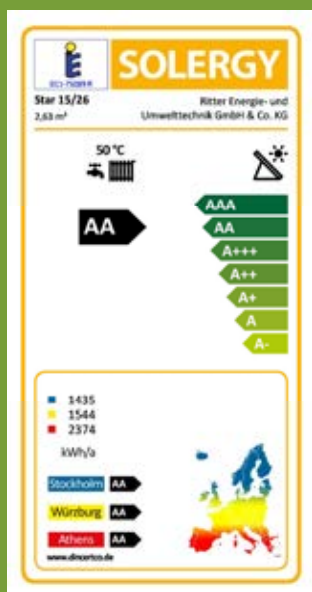 SOLERGY
Star 15/26
Ritter Energie- und
2,63 m²
Umwelttechnik GmbH & Co. KG
50 °C
AA
AAA
AA
A+++
A++
A+
A
A-
1435
1544
2374
kWh/a
Stockholm AA
Würzburg AA
Athens AA
www.dincertco.de